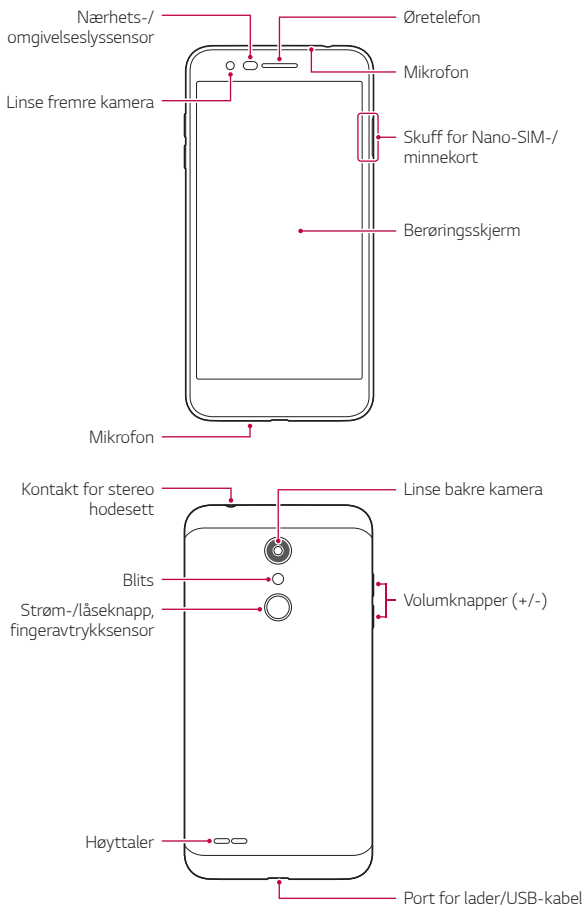 Nærhets-/
omgivelseslyssensor
Linse fremre kamera
Øretelefon
Mikrofon
Skuff for Nano-SIM-/
minnekort
Berøringsskjerm
Mikrofon
Kontakt for stereo
hodesett
Blits
Strøm-/låseknapp,
fingeravtrykksensor
Høyttaler
Linse bakre kamera
Volumknapper (+/-)
Port for lader/USB-kabel